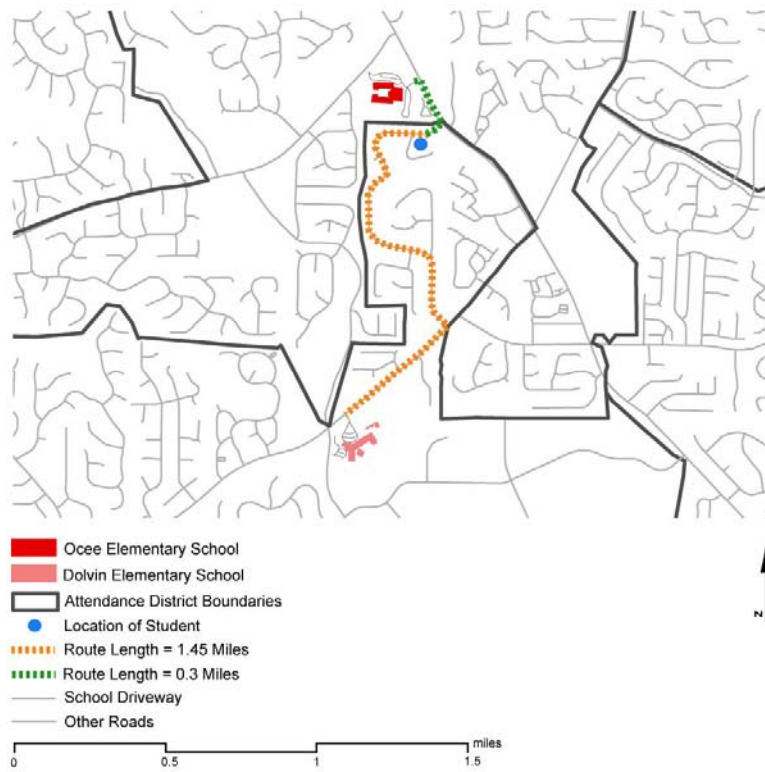 Ocee Elementary School
Dolvin Elementary School
Attendance District Boundaries
Location of Student
Route Length = 1.45 Miles
Route Length = 0.3 Miles
School Driveway
Other Roads
miles
0 0.5 1 1.5
N